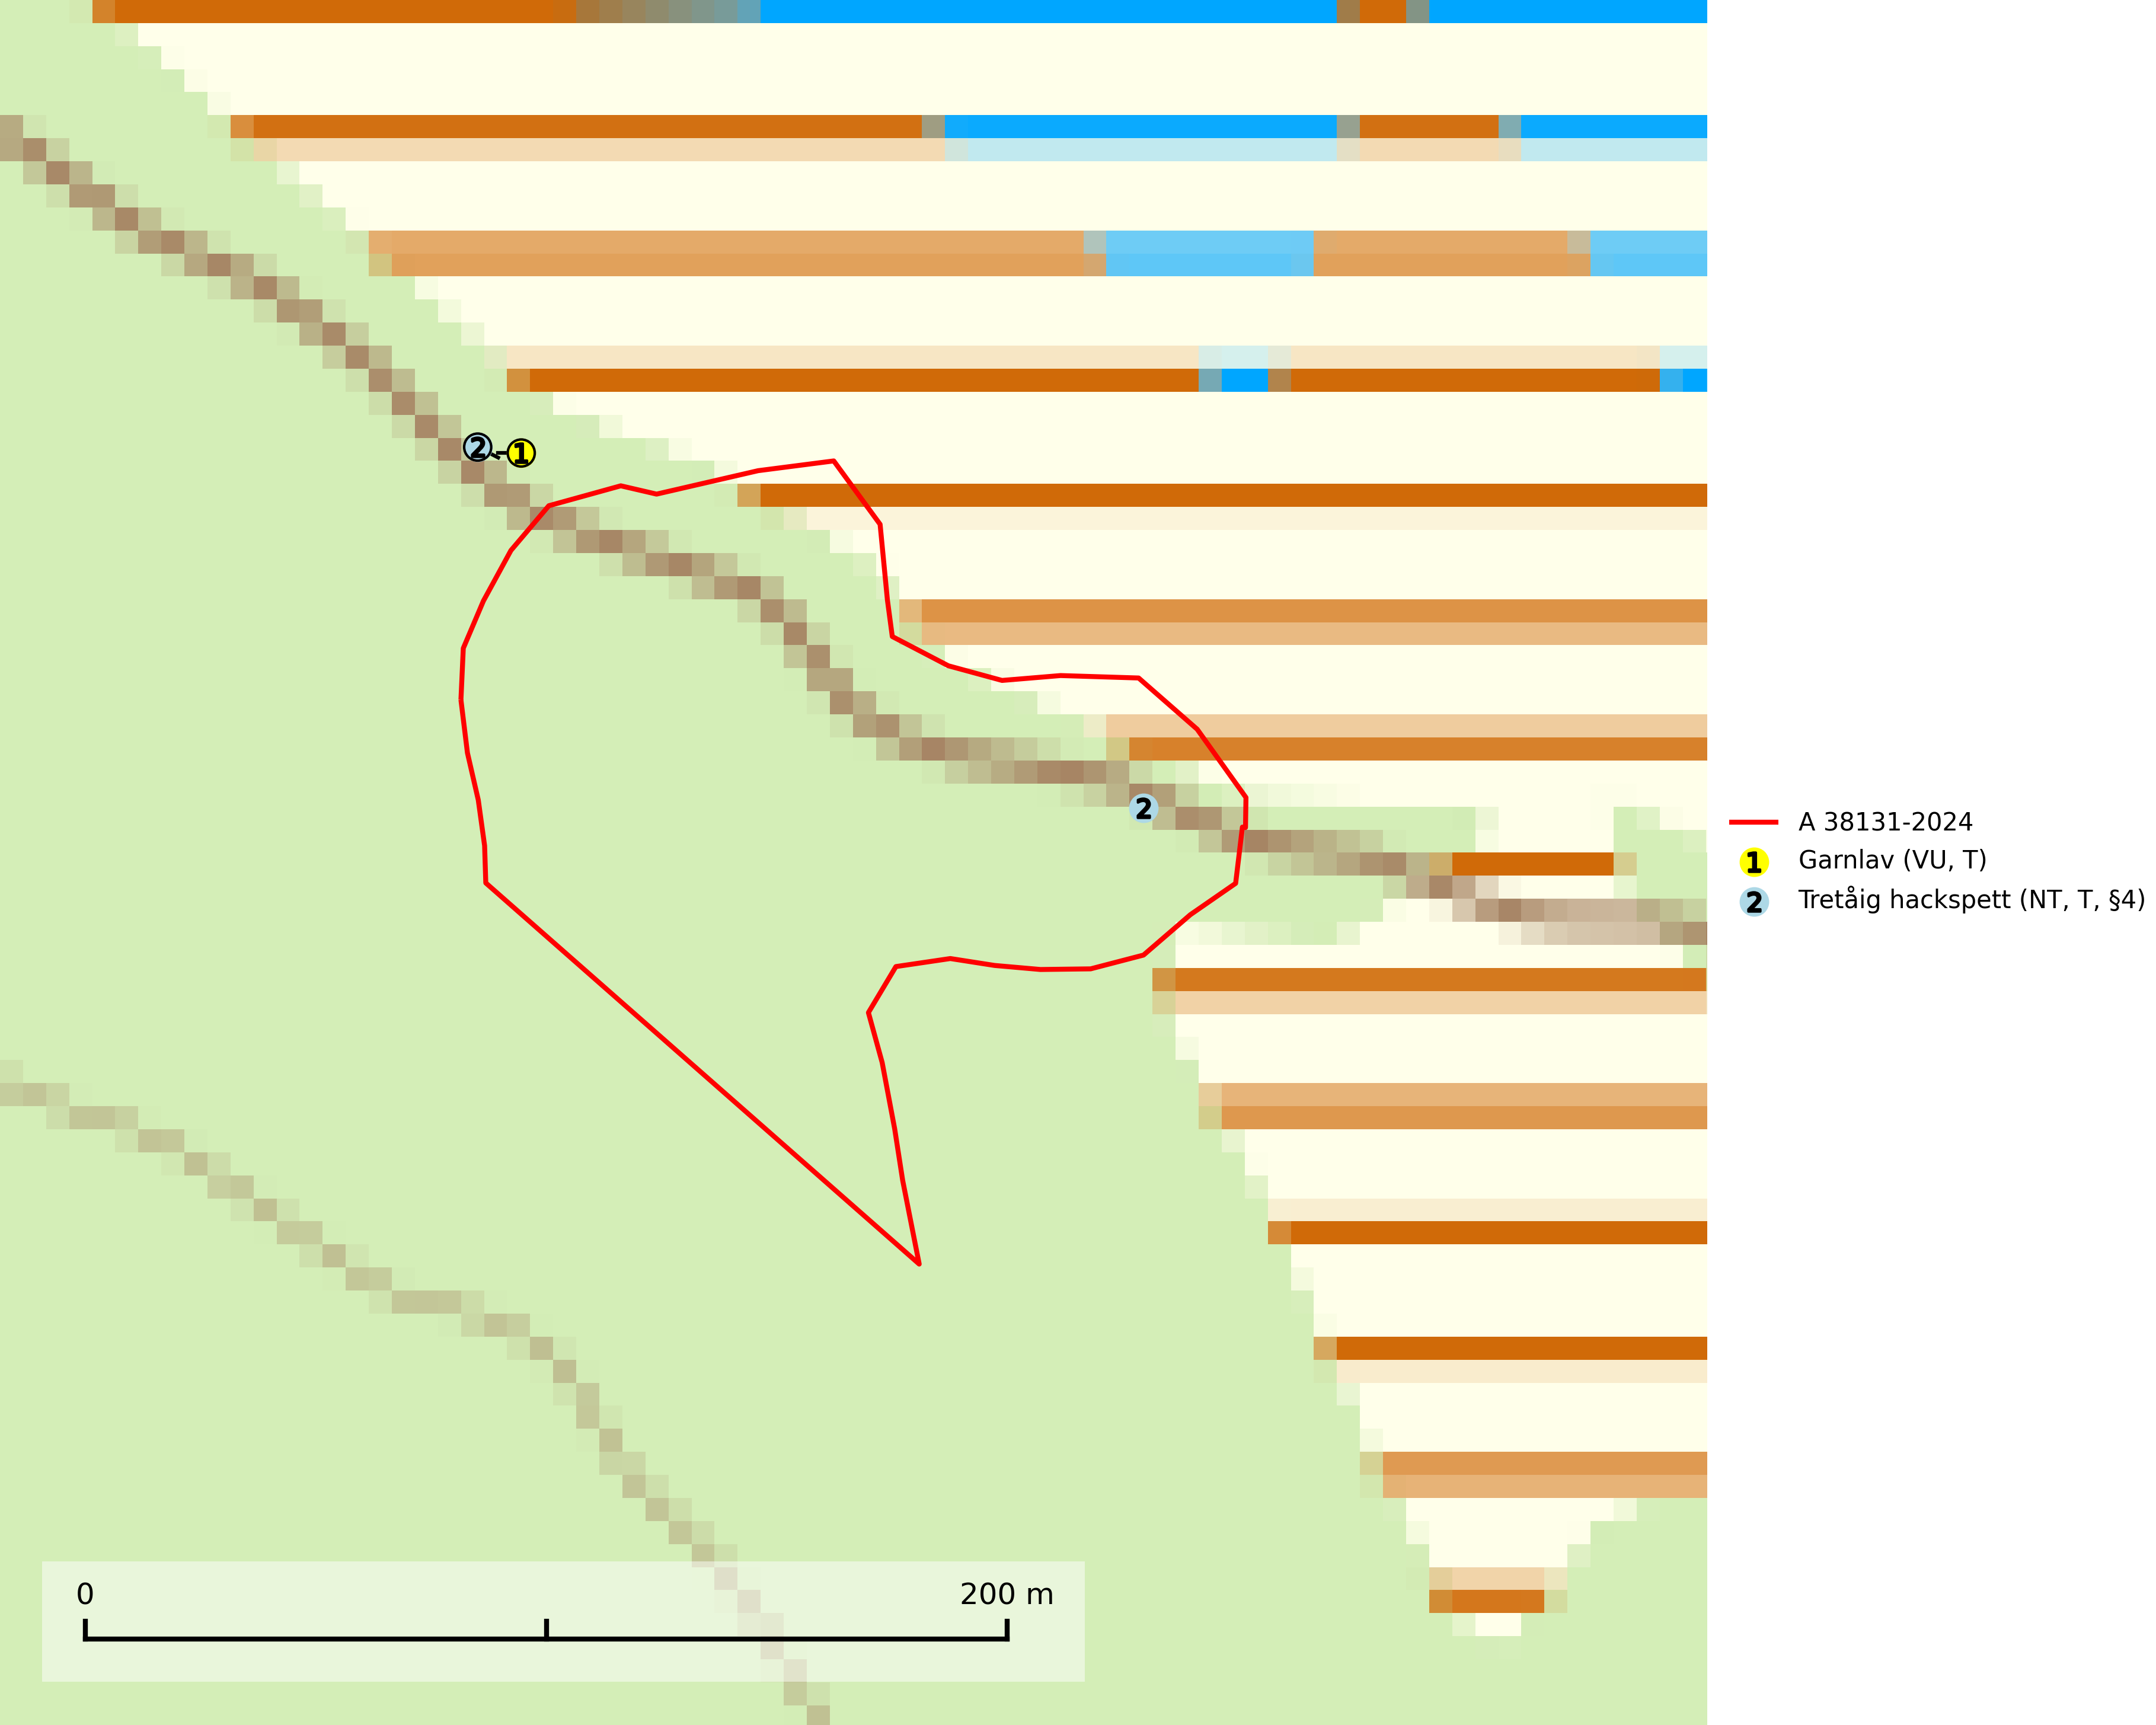 2
1
2
A 38131-2024
1 Garnlav (VU, T)
2 Tretåig hackspett (NT, T, §4)
0 200 m